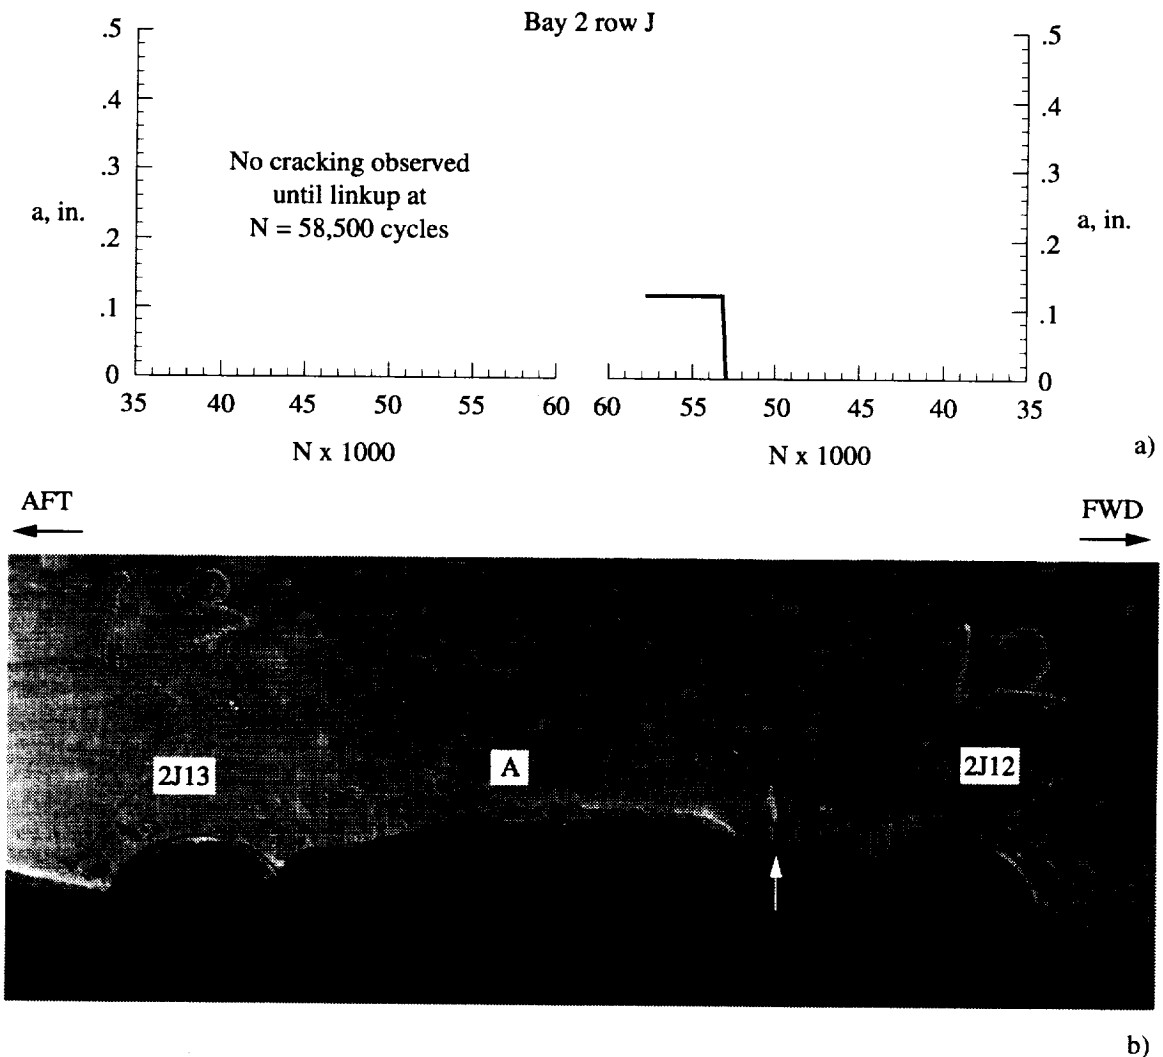 Bay 2 row J
.5
.4
.3
.2
.1
0
a, in.
No cracking observed
until linkup at
N = 58,500 cycles
35 40 45 50 55 60
N x 1000
.5
.4
.3
.2
.1
0
a, in.
60 55 50 45 40 35
N x 1000
a)
AFT
FWD
13
12
2J13
A
2J12
b)